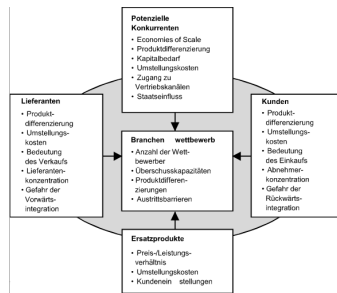 Potenzielle
Konkurrenten
• Economies of Scale
• Produktdifferenzierung
• Kapitalbedarf
• Umstellungskosten
• Zugang zu
Vertriebskanälen
• Staatseinfluss
Lieferanten
• Produkt-
differenzierung
• Umstellungs-
kosten
• Bedeutung
des Verkaufs
• Lieferanten-
konzentration
• Gefahr der
Vorwärts-
integration
Branchen wettbewerb
• Anzahl der Wett-
bewerber
• Überschusskapazitäten
• Produktdifferen-
zierungen
• Austrittsbarrieren
Kunden
• Produkt-
differenzierung
• Umstellungs-
kosten
• Bedeutung
des Einkaufs
• Abnehmer-
konzentration
• Gefahr der
Rückwärts-
integration
Ersatzprodukte
• Preis-/Leistungs-
verhältnis
• Umstellungskosten
• Kundenein stellungen